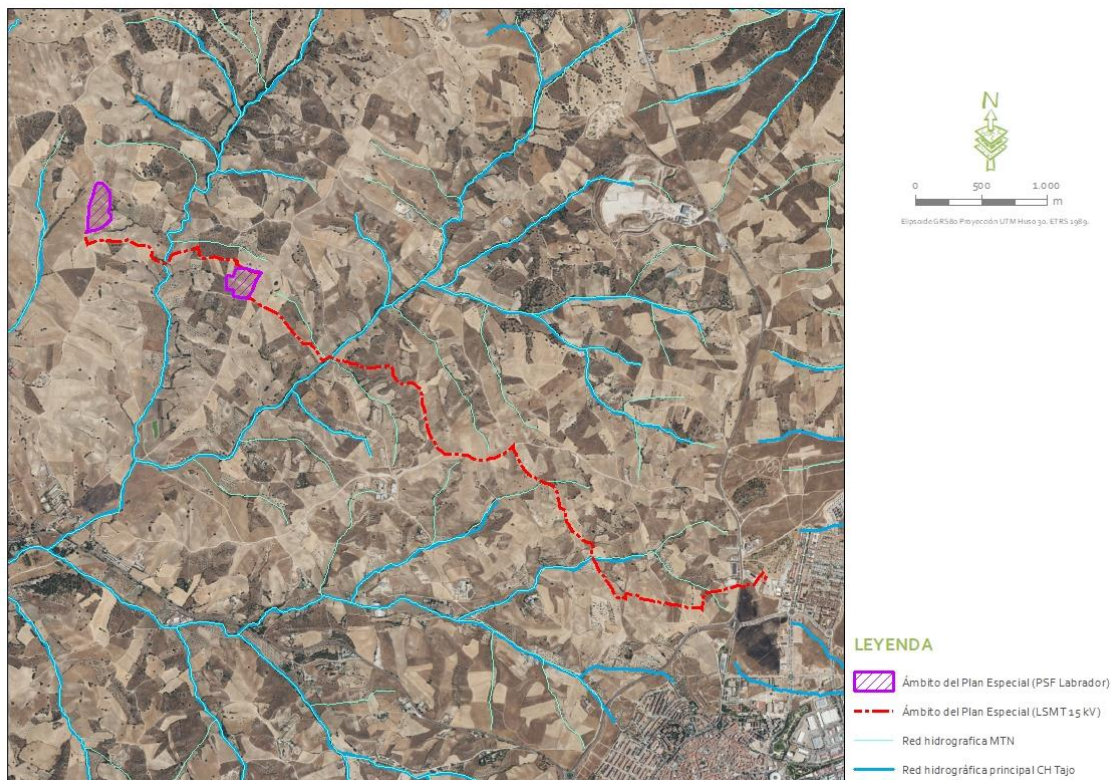 N
0 500 1.000
m
Elipsoide GRS80 Proyección UTM Huso 30. ETRS 1989.
LEYENDA
Ámbito del Plan Especial (PSF Labrador)
Ámbito del Plan Especial (LSMT 15 kV)
Red hidrografica MTN
Red hidrográfica principal CH Tajo